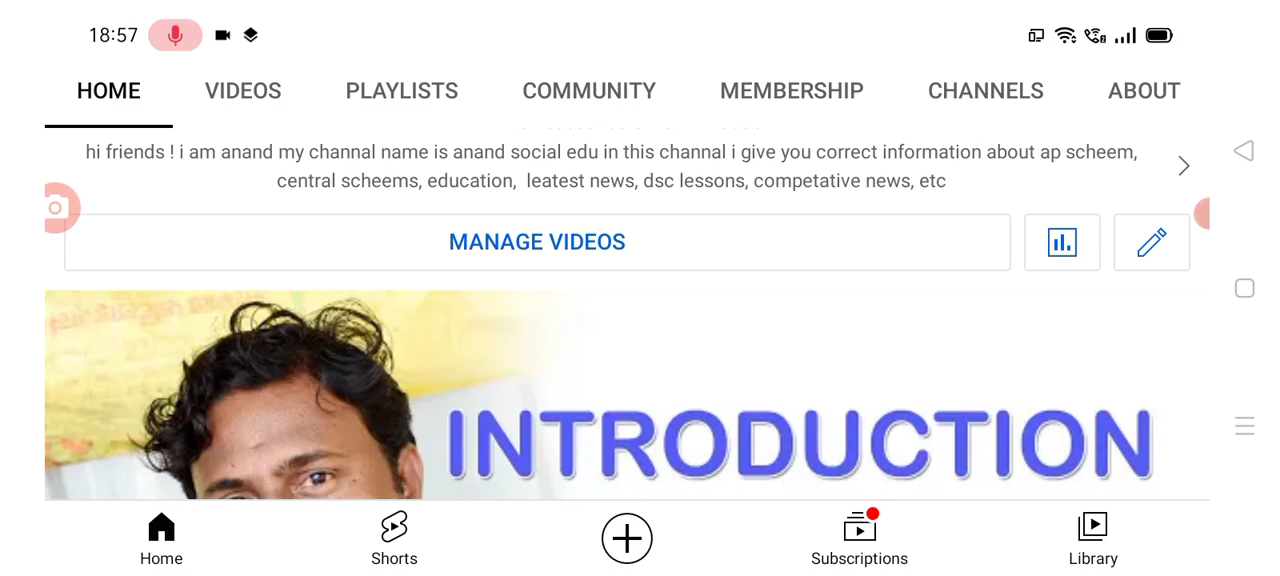 18:57
HOME VIDEOS PLAYLISTS COMMUNITY MEMBERSHIP CHANNELS ABOUT
hi friends ! i am anand my channal name is anand social edu in this channal i give you correct information about ap scheem,
central scheems, education, leatest news, dsc lessons, competative news, etc
MANAGE VIDEOS
INTRODUCTION
Home Shorts Subscriptions Library